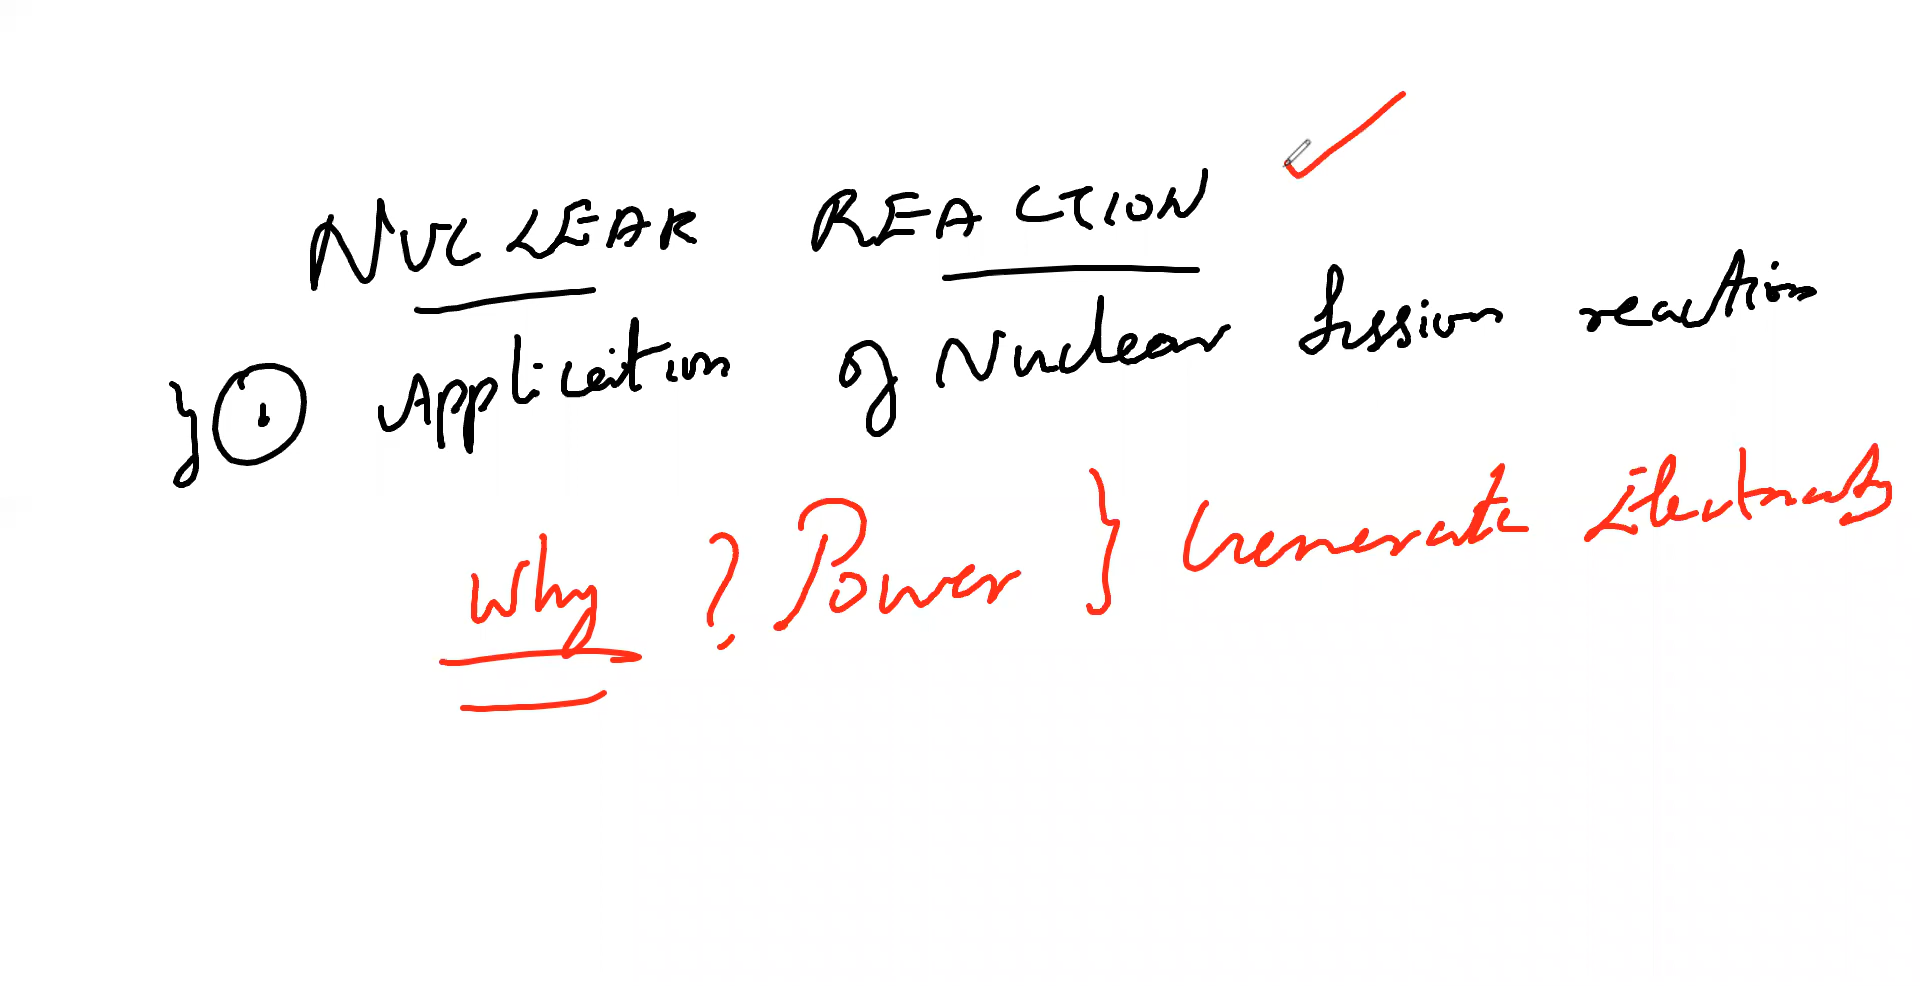 NUCLEAR REACTION
} 1 Application of Nuclear fission reaction
Why ? Power } Generate Electricity